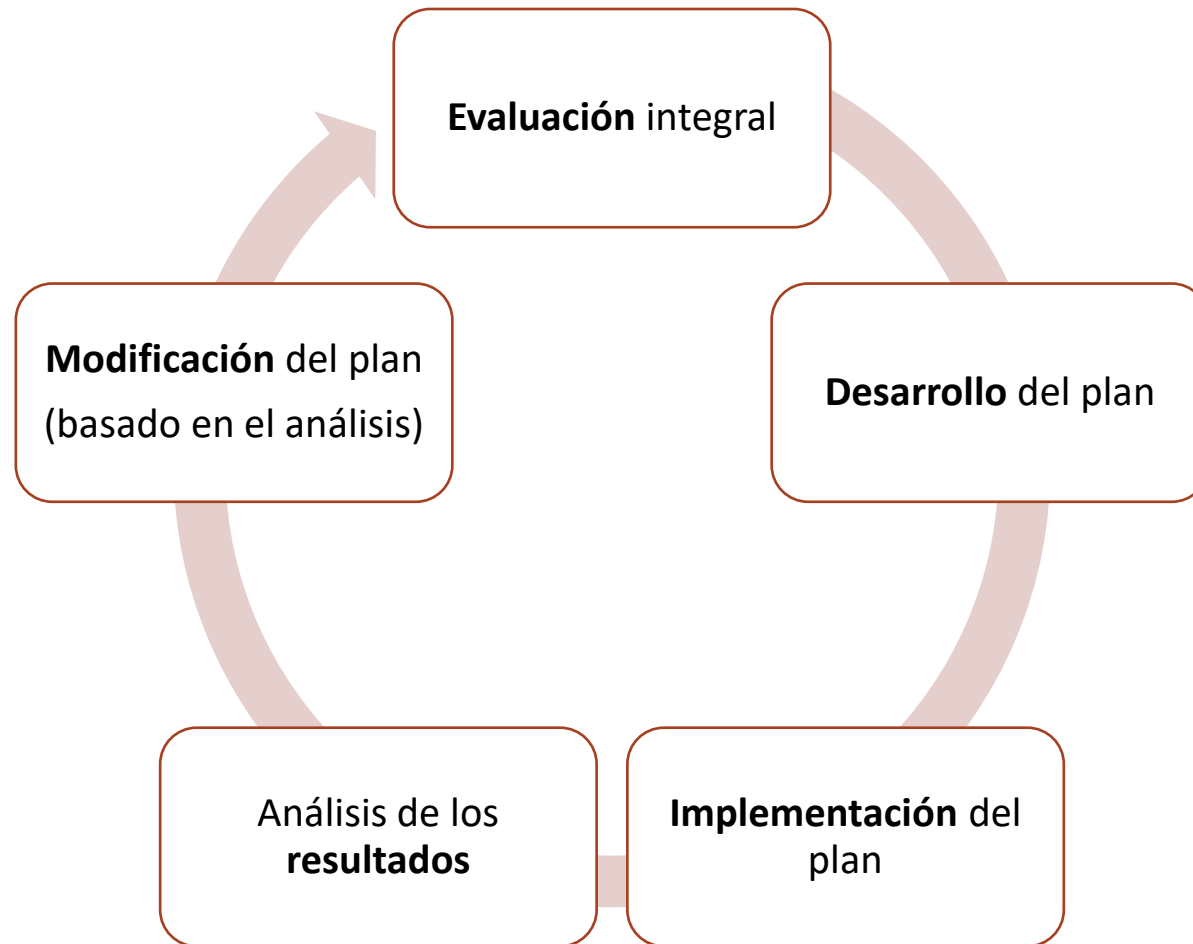 Evaluación integral
Desarrollo del plan
Implementación del
plan
Análisis de los
resultados
Modificación del plan
(basado en el análisis)